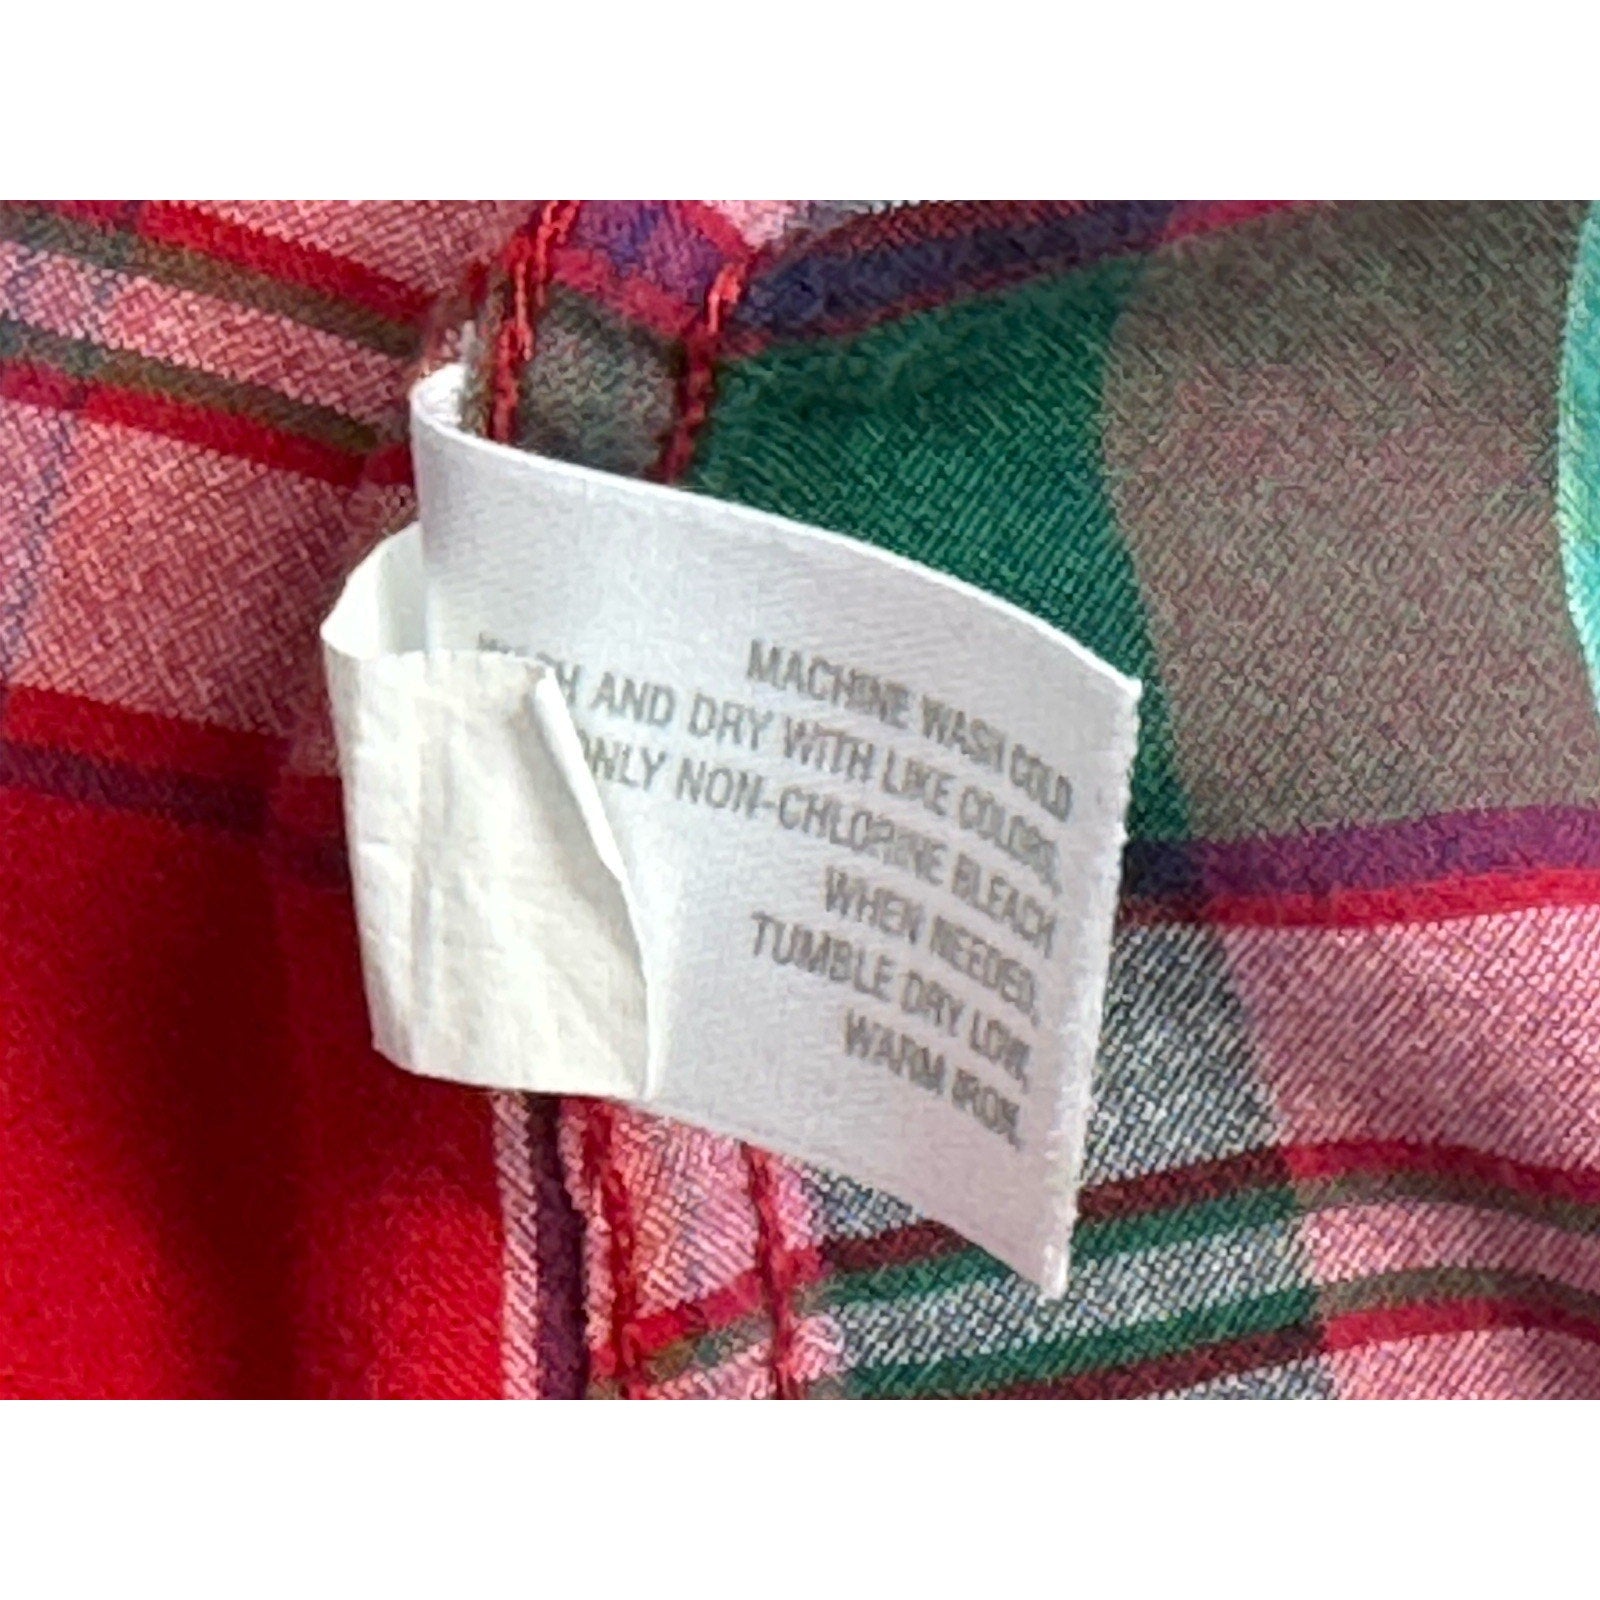 MACHINE WASH COLD
WASH AND DRY WITH LIKE COLORS,
ONLY NON-CHLORINE BLEACH
WHEN NEEDED,
TUMBLE DRY LOW,
WARM IRON.